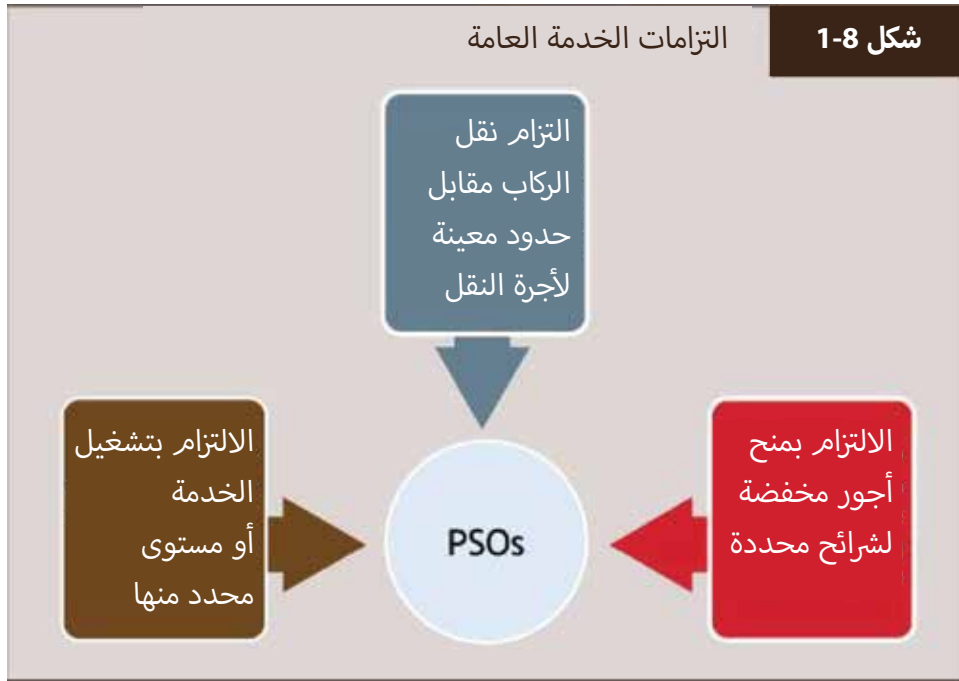 شكل 8-1
التزامات الخدمة العامة
التزام نقل
الركاب مقابل
حدود معينة
لأجرة النقل
الالتزام بمنح
أجور مخفضة
لشرائح محددة
PSOs
الالتزام بتشغيل
الخدمة
أو مستوى
محدد منها